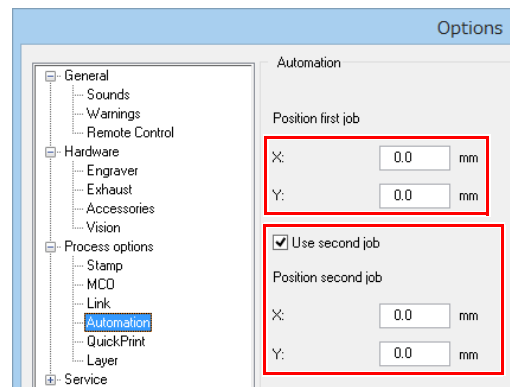 Options
General
Sounds
Warnings
Remote Control
Hardware
Engraver
Exhaust
Accessories
Vision
Process options
Stamp
MCO
Link
Automation
QuickPrint
Layer
Service
Automation
Position first job
X: 0.0 mm
Y: 0.0 mm
Use second job
Position second job
X: 0.0 mm
Y: 0.0 mm